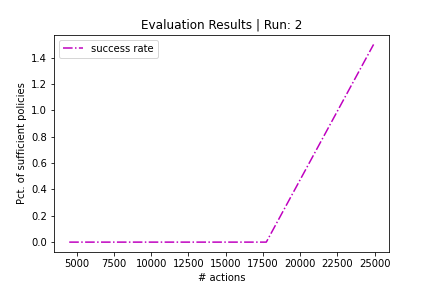 Evaluation Results | Run: 2
success rate
Pct. of sufficient policies
1.4
1.2
1.0
0.8
0.6
0.4
0.2
0.0
5000 7500 10000 12500 15000 17500 20000 22500 25000
# actions